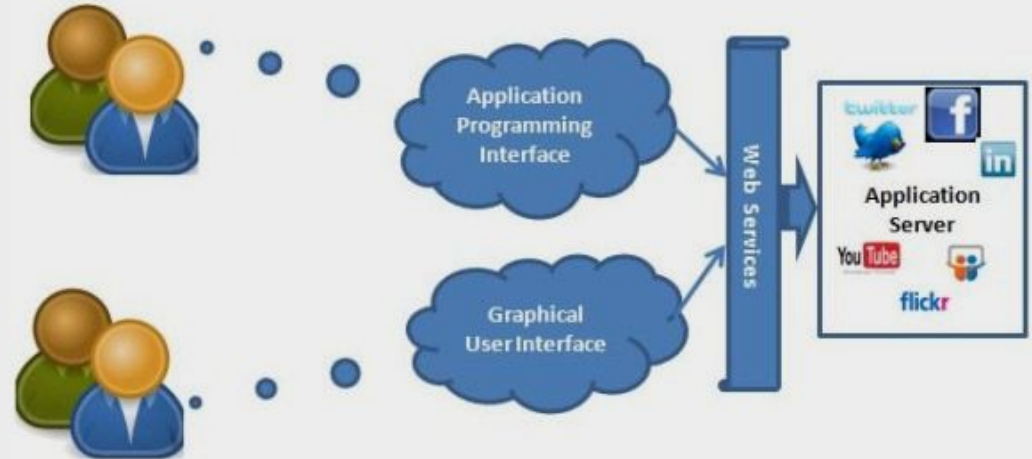 Application
Programming
Interface
Graphical
User Interface
Web Services
twitter
f
in
Application
Server
You Tube
flickr